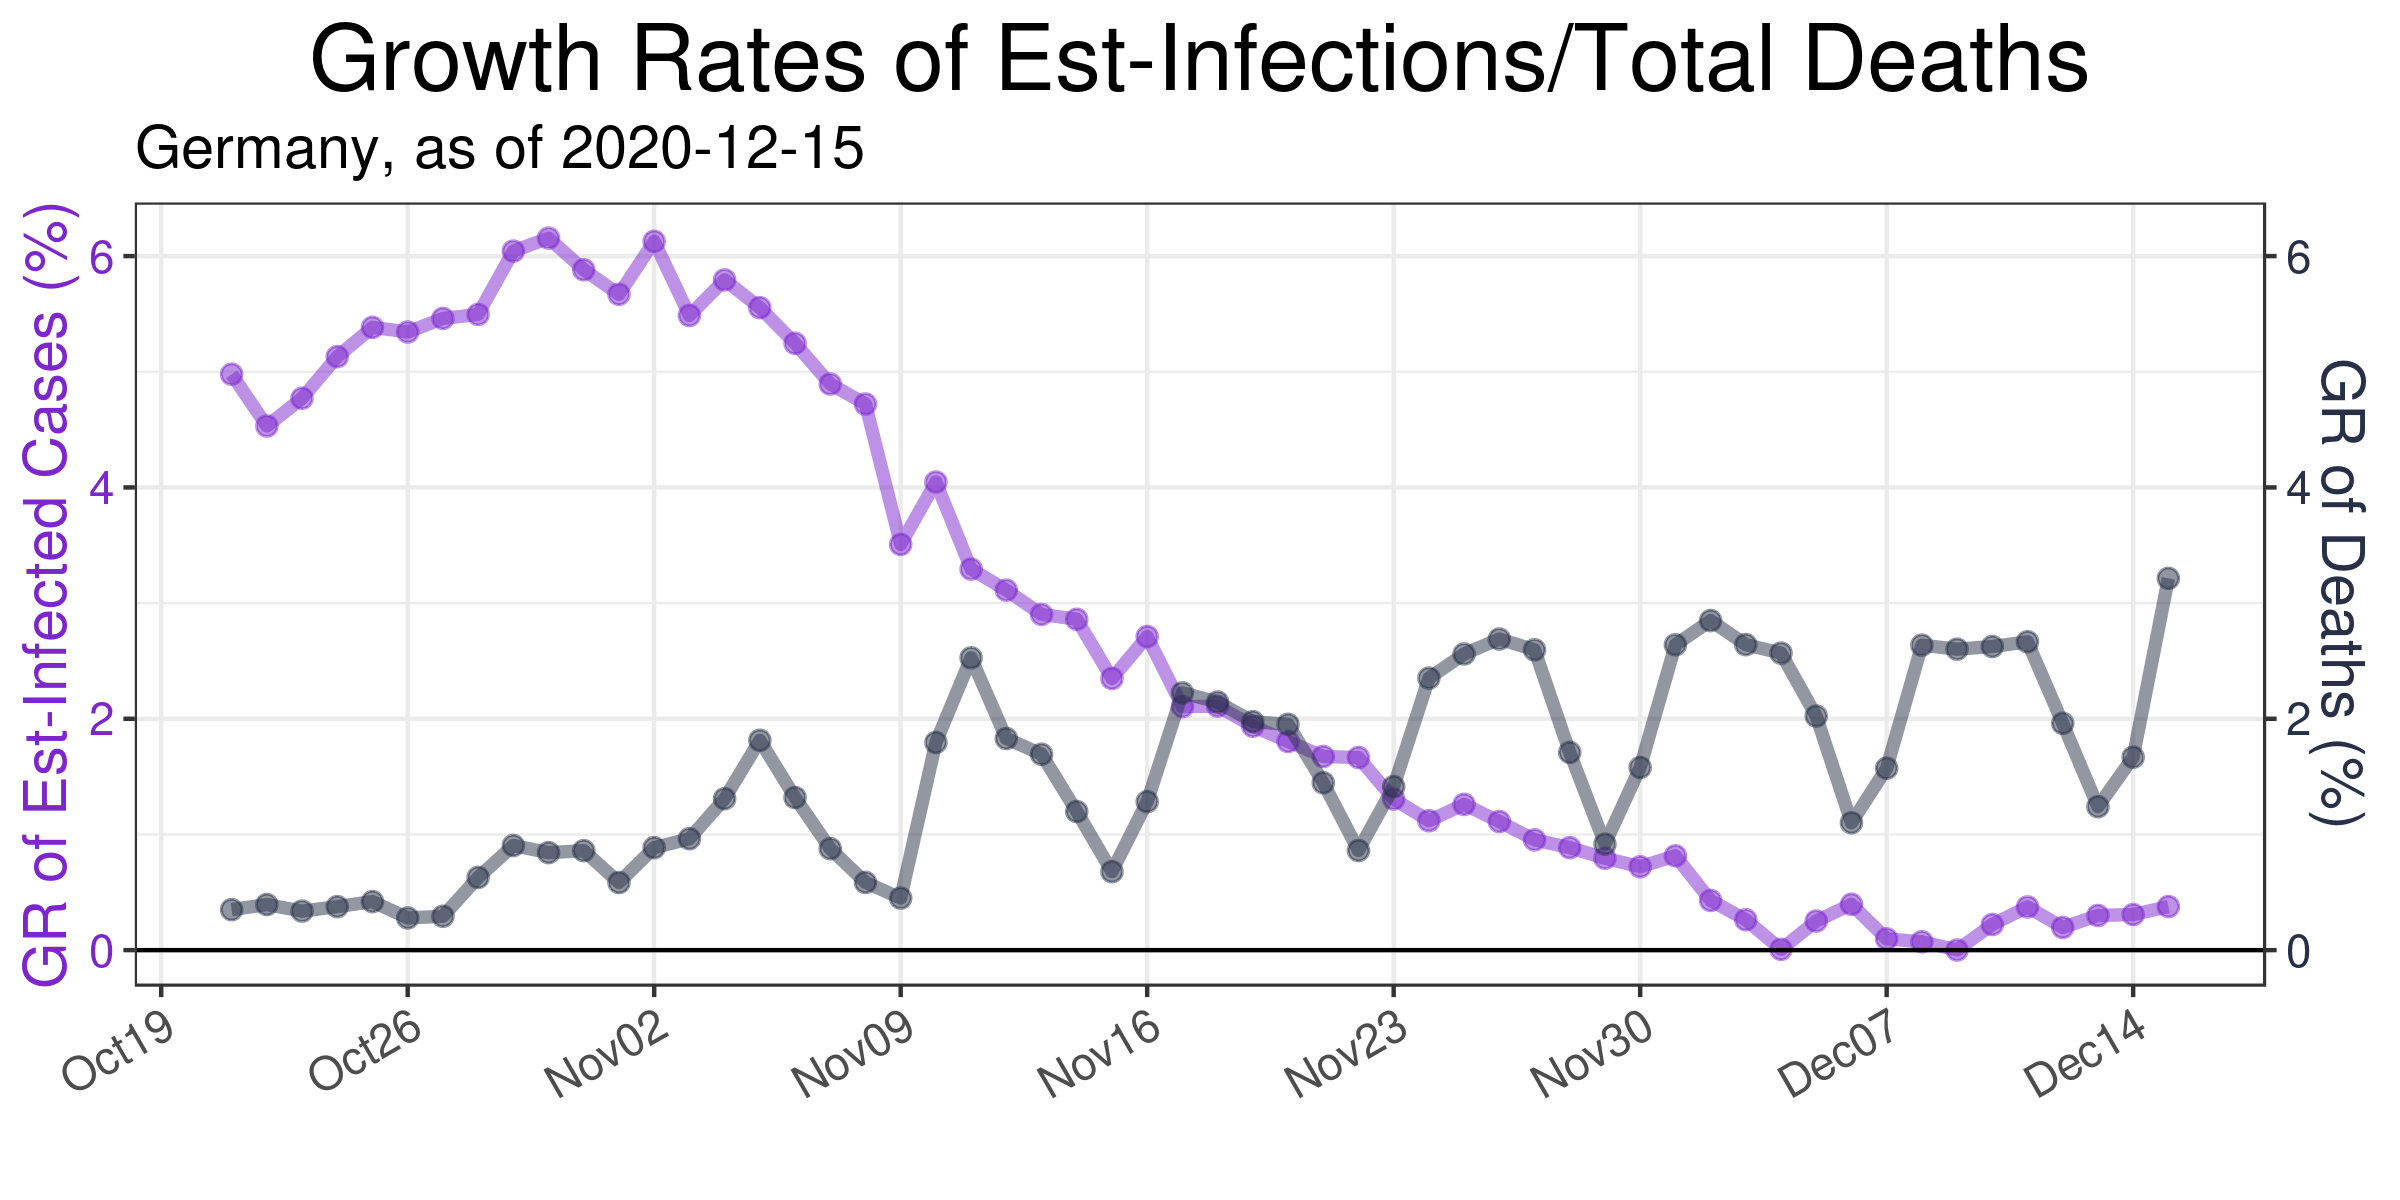 Growth Rates of Est-Infections/Total Deaths
Germany, as of 2020-12-15
GR of Est-Infected Cases (%)
6
4
2
0
6
4
2
0
GR of Deaths (%)
Oct19
Oct26
Nov02
Nov09
Nov16
Nov23
Nov30
Dec07
Dec14